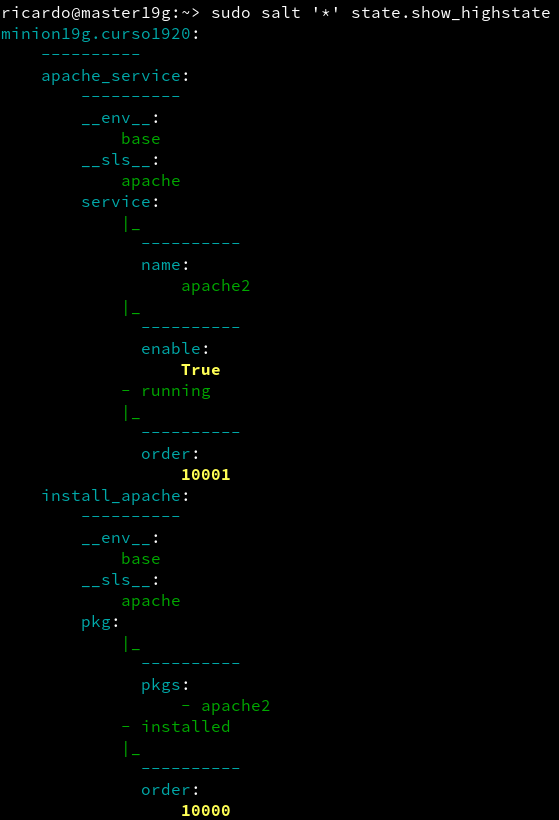 ricardo@master19g:~> sudo salt '*' state.show_highstate
minion19g.curso1920:
    ----------
    apache_service:
        ----------
        __env__:
            base
        __sls__:
            apache
        service:
            |_
              ----------
              name:
                  apache2
            |_
              ----------
              enable:
                  True
            - running
            |_
              ----------
              order:
                  10001
    install_apache:
        ----------
        __env__:
            base
        __sls__:
            apache
        pkg:
            |_
              ----------
              pkgs:
                  - apache2
            - installed
            |_
              ----------
              order:
                  10000